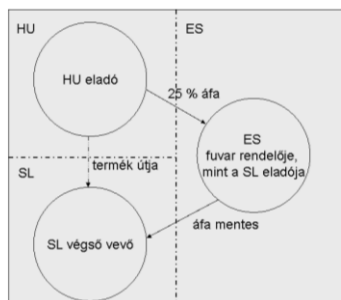 HU
ES
HU eladó
25 % áfa
ES
fuvar rendelője,
mint a SL eladója
termék útja
SL
áfa mentes
SL végső vevő